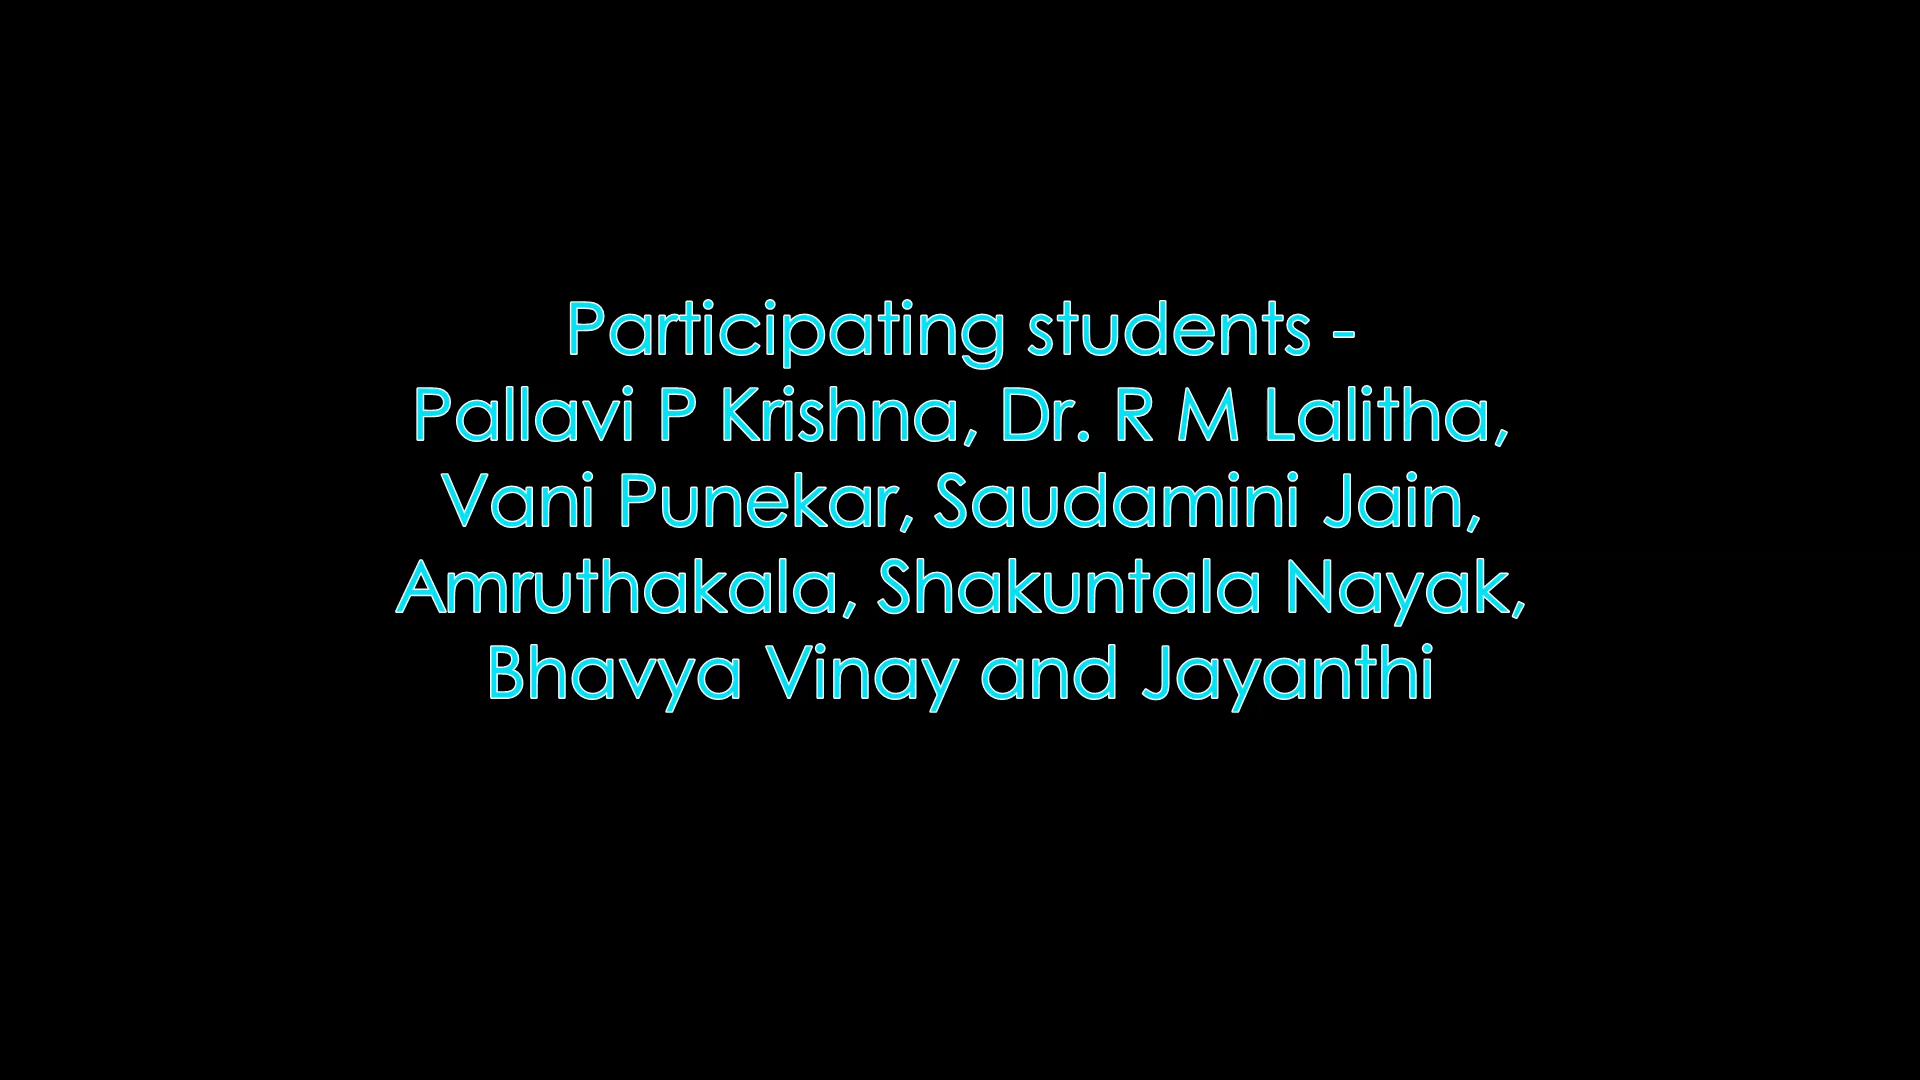 Participating students -
Pallavi P Krishna, Dr. R M Lalitha,
Vani Punekar, Saudamini Jain,
Amruthakala, Shakuntala Nayak,
Bhavya Vinay and Jayanthi